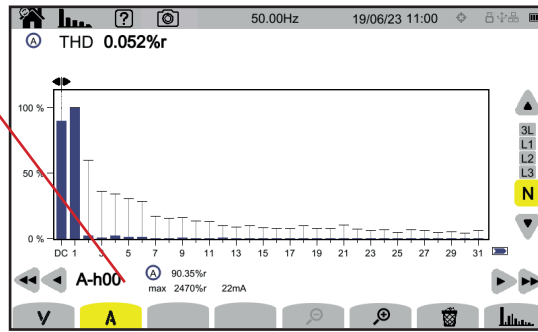 50.00Hz 19/06/23 11:00
A THD 0.052%r
100 %
50 %
0 %
DC 1 3 5 7 9 11 13 15 17 19 21 23 25 27 29 31
3L
L1
L2
L3
N
A-h00 A 90.35%r
max 2470%r 22mA
V A